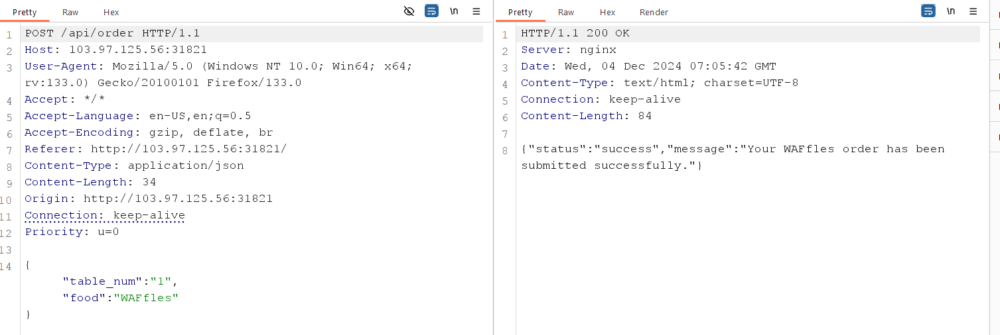 Pretty Raw Hex \n
1 POST /api/order HTTP/1.1
2 Host: 103.97.125.56:31821
3 User-Agent: Mozilla/5.0 (Windows NT 10.0; Win64; x64;
rv:133.0) Gecko/20100101 Firefox/133.0
4 Accept: */*
5 Accept-Language: en-US,en;q=0.5
6 Accept-Encoding: gzip, deflate, br
7 Referer: http://103.97.125.56:31821/
8 Content-Type: application/json
9 Content-Length: 34
10 Origin: http://103.97.125.56:31821
11 Connection: keep-alive
12 Priority: u=0
13
14 {
"table_num":"1",
"food":"WAFfles"
}
Pretty Raw Hex Render \n
1 HTTP/1.1 200 OK
2 Server: nginx
3 Date: Wed, 04 Dec 2024 07:05:42 GMT
4 Content-Type: text/html; charset=UTF-8
5 Connection: keep-alive
6 Content-Length: 84
7
8 {"status":"success","message":"Your WAFfles order has been
submitted successfully."}